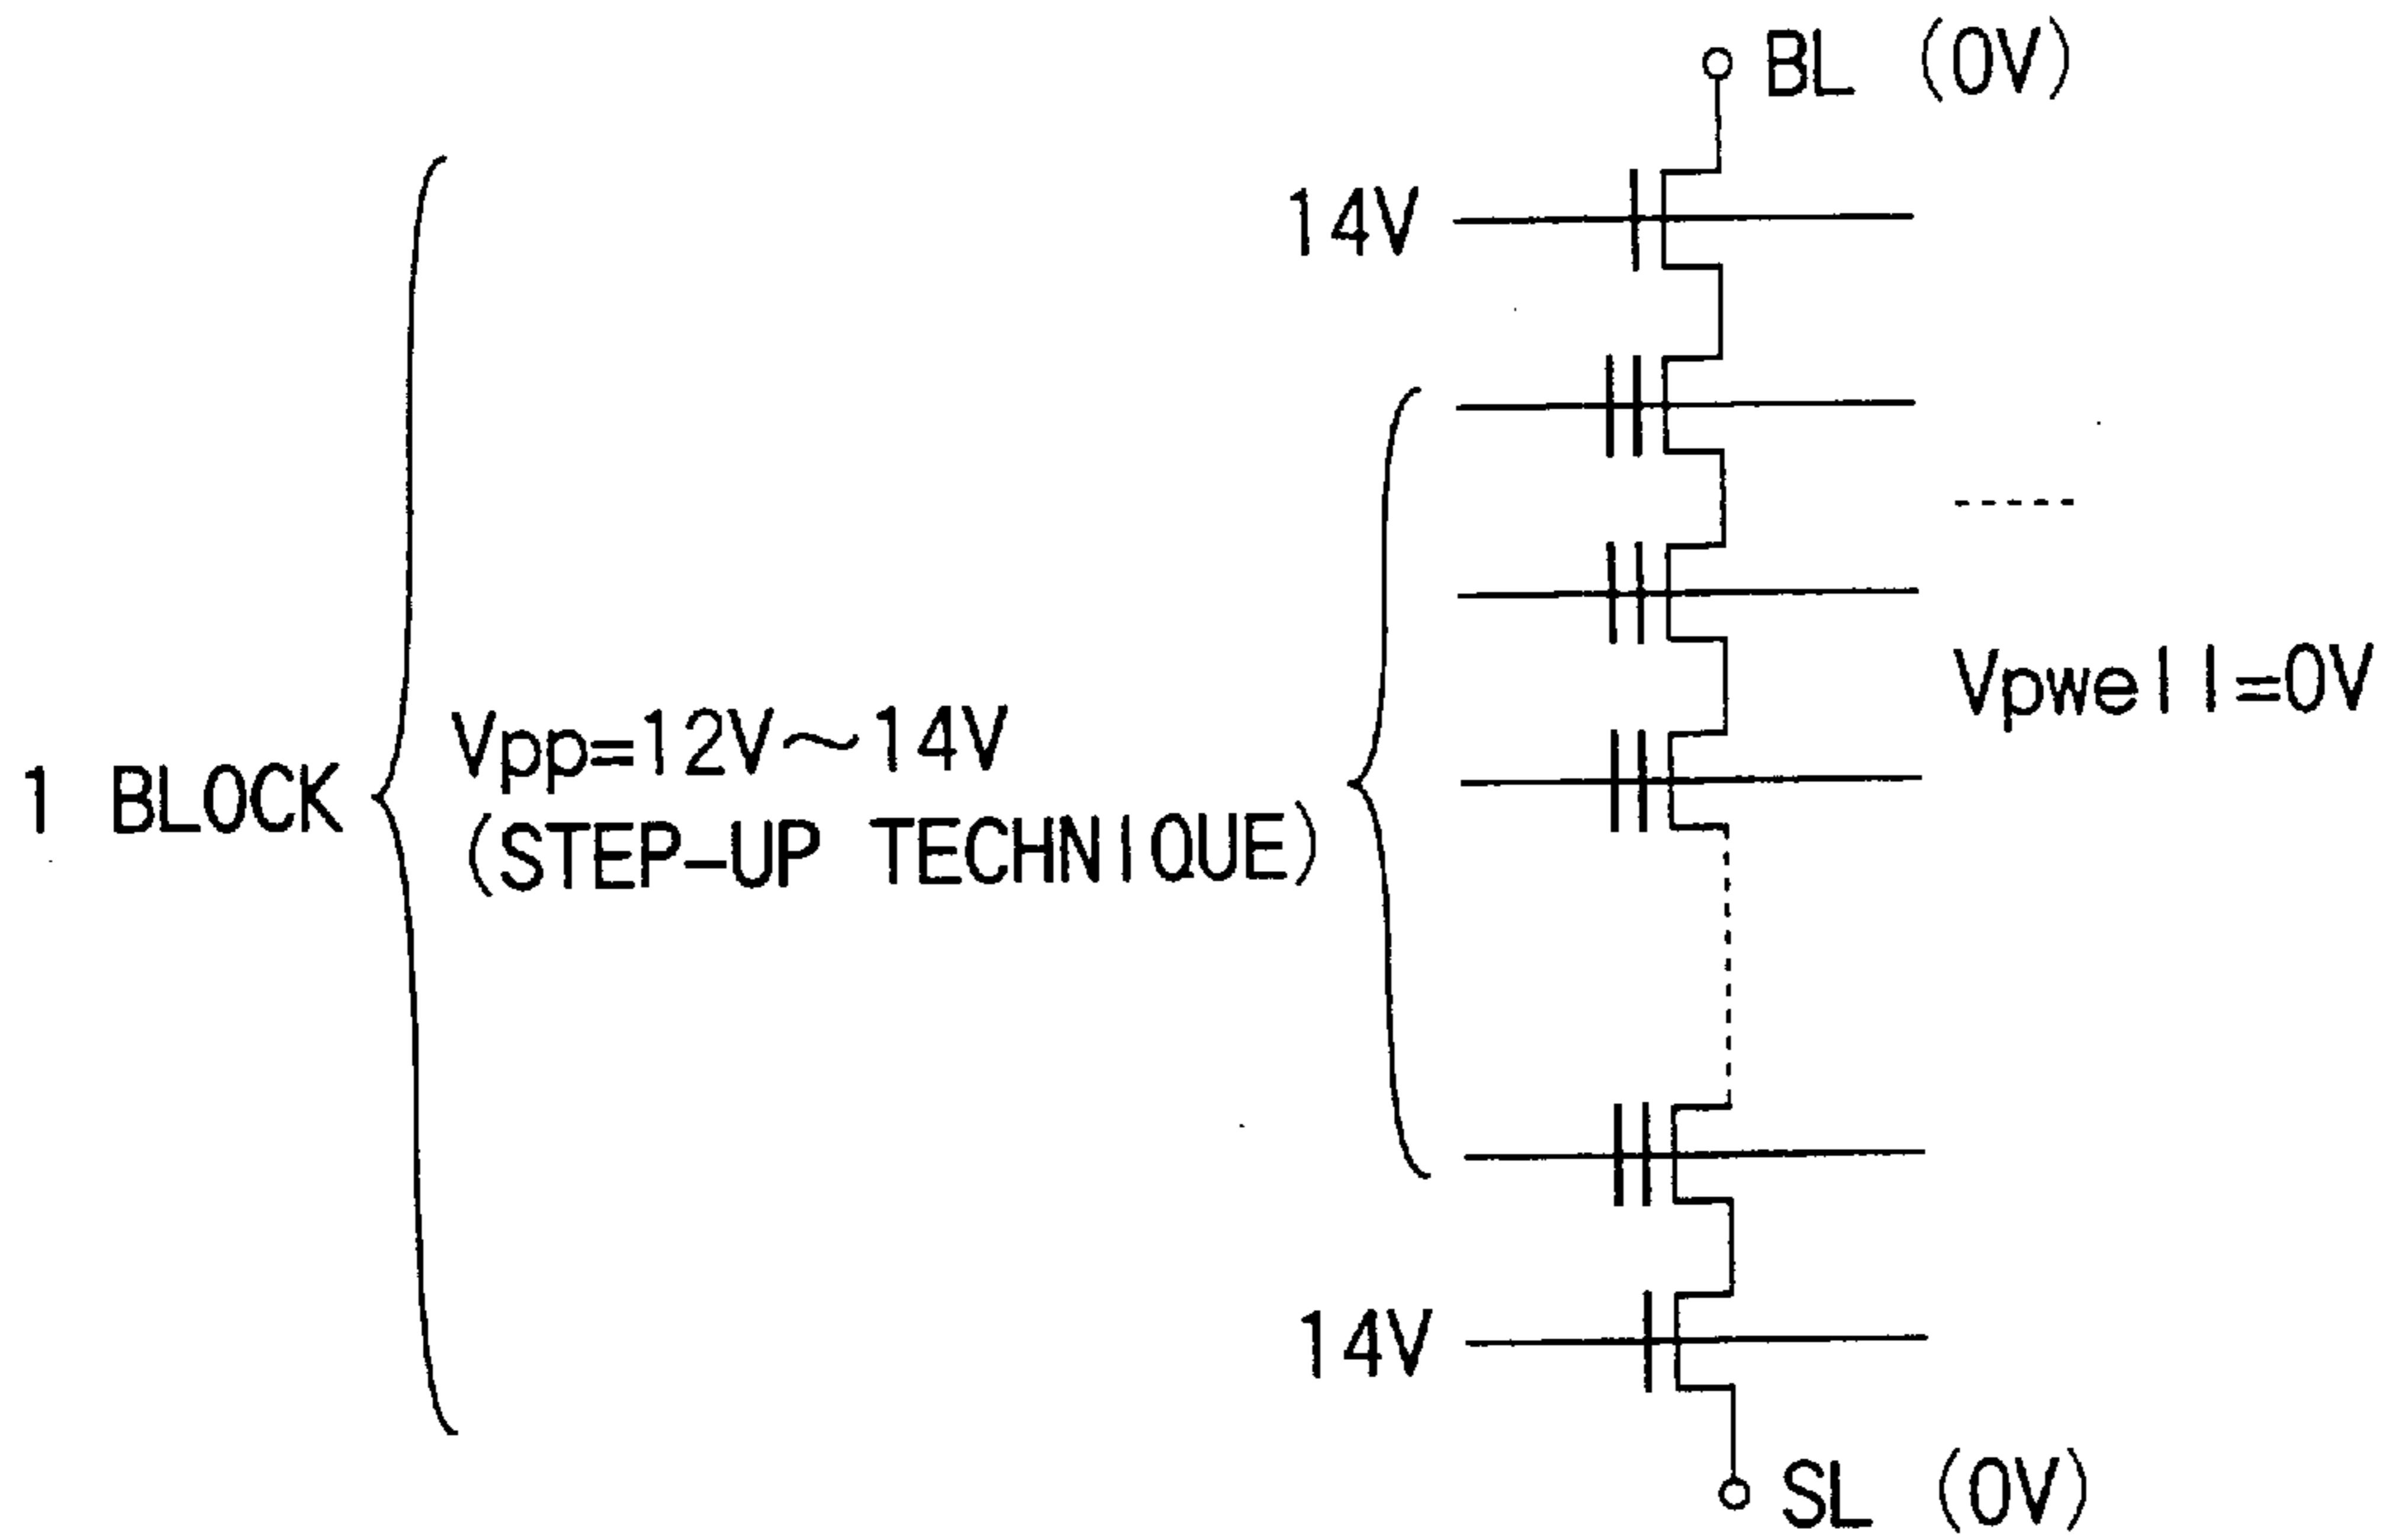 BL (0V)
14V
Vpwell=0V
Vpp=12V～14V
1 BLOCK
(STEP-UP TECHNIQUE)
14V
SL (0V)